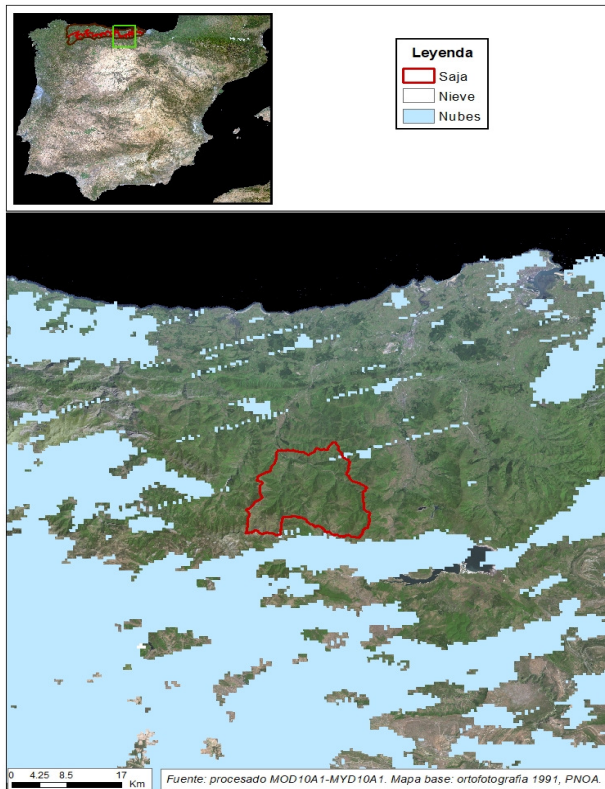 Leyenda
Saja
Nieve
Nubes
0 4.25 8.5 17
Km
Fuente: procesado MOD10A1-MYD10A1. Mapa base: ortofotografia 1991, PNOA.